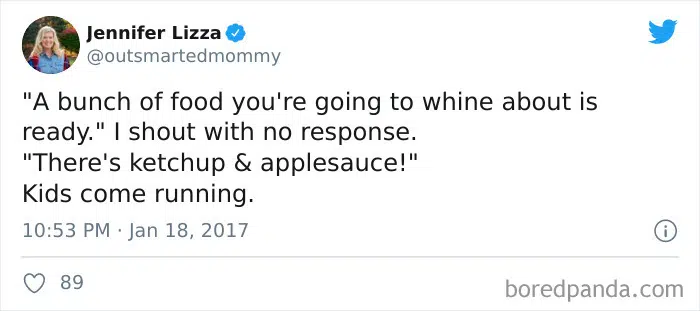 Jennifer Lizza
@outsmartedmommy
"A bunch of food you're going to whine about is
ready." I shout with no response.
"There's ketchup & applesauce!"
Kids come running.
10:53 PM · Jan 18, 2017
89
boredpanda.com